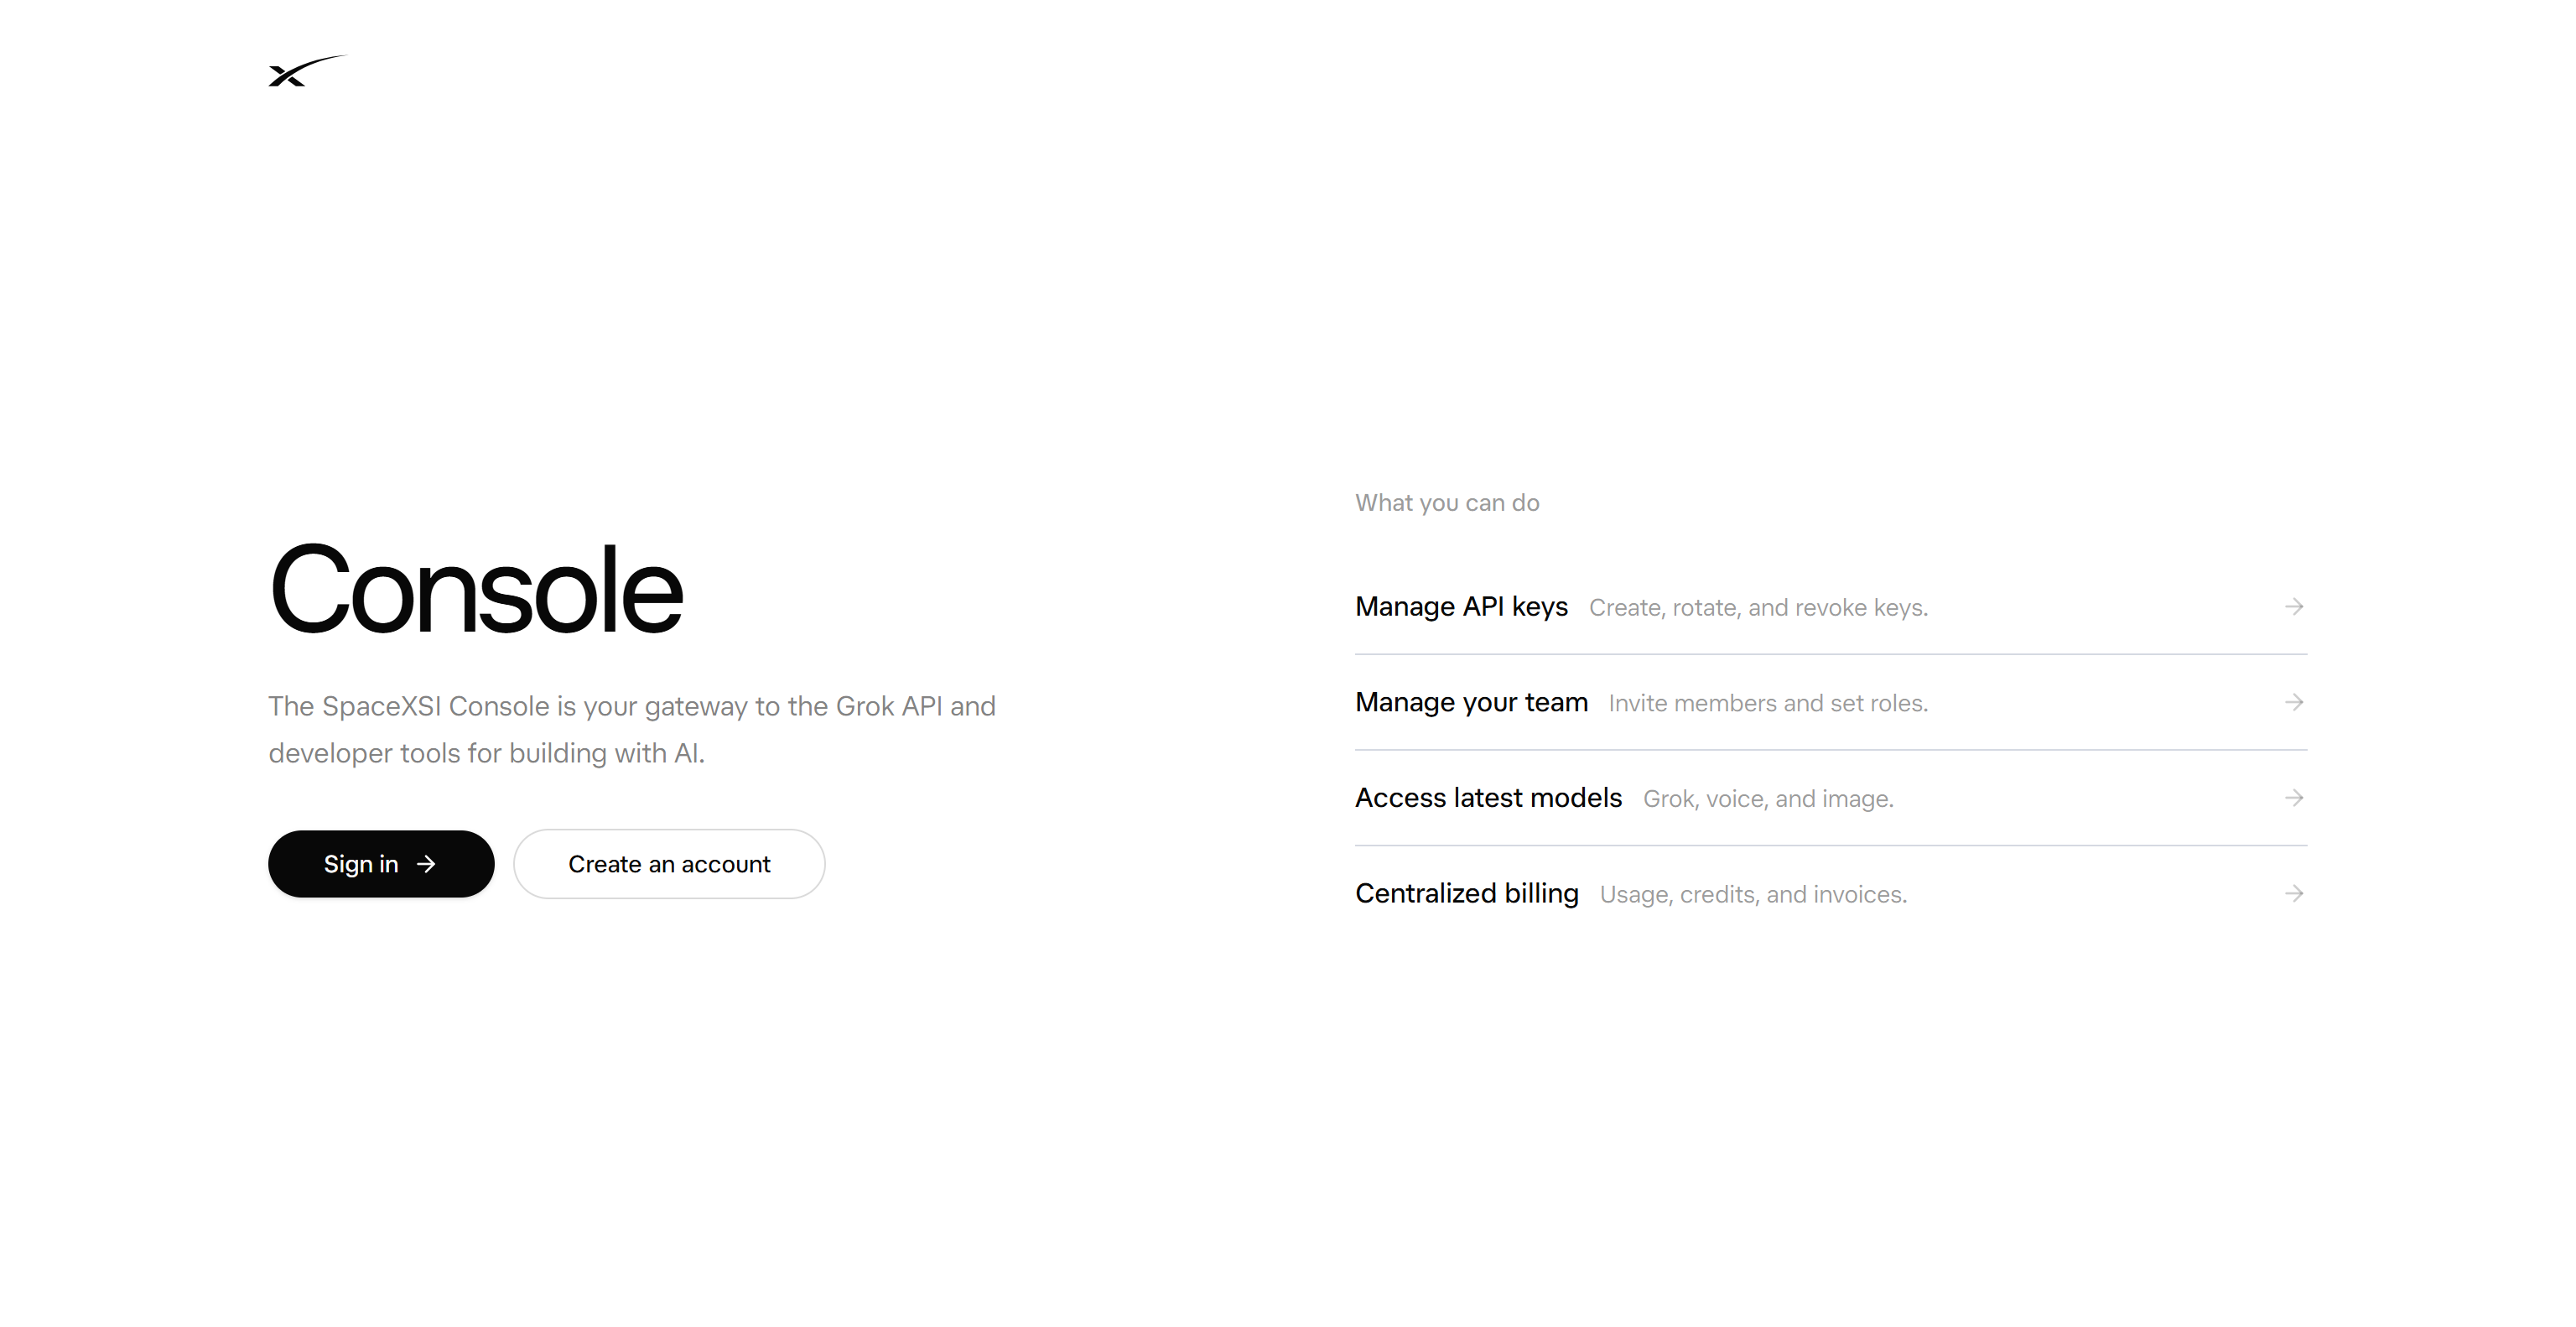 Console
The SpaceXSI Console is your gateway to the Grok API and
developer tools for building with AI.
Sign in
Create an account
What you can do
Manage API keys Create, rotate, and revoke keys.
Manage your team Invite members and set roles.
Access latest models Grok, voice, and image.
Centralized billing Usage, credits, and invoices.